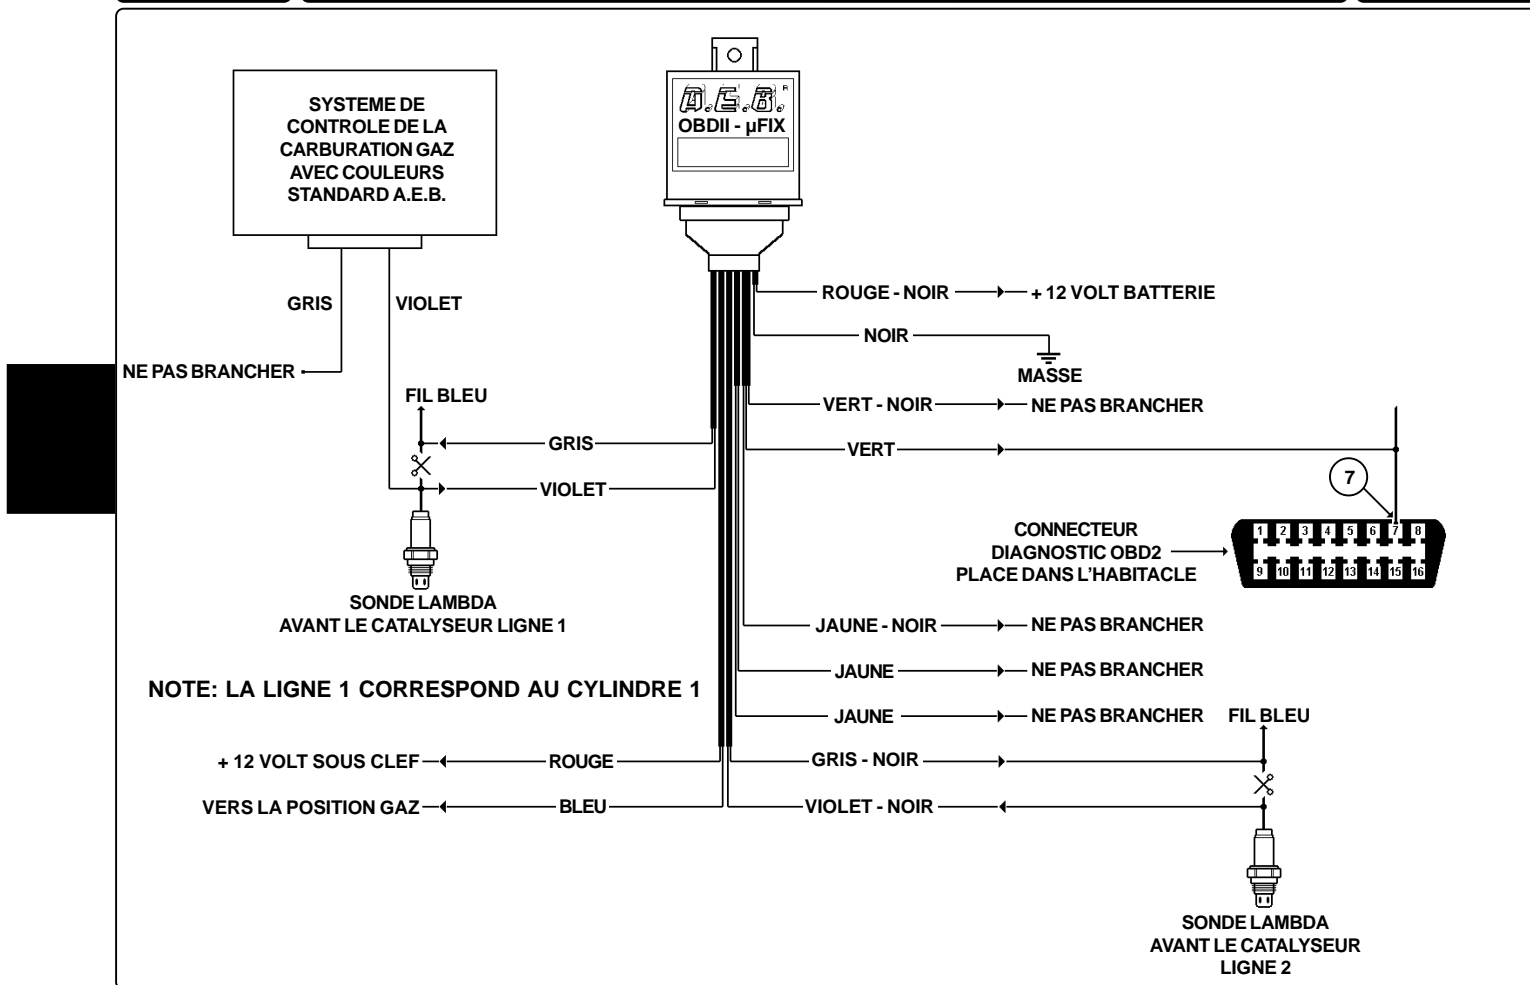 SYSTEME DE
CONTROLE DE LA
CARBURATION GAZ
AVEC COULEURS
STANDARD A.E.B.
A.E.B. R
OBDII - µFIX
GRIS
VIOLET
NE PAS BRANCHER
FIL BLEU
GRIS
VIOLET
SONDE LAMBDA
AVANT LE CATALYSEUR LIGNE 1
NOTE: LA LIGNE 1 CORRESPOND AU CYLINDRE 1
+ 12 VOLT SOUS CLEF
ROUGE
VERS LA POSITION GAZ
BLEU
ROUGE - NOIR
+ 12 VOLT BATTERIE
NOIR
MASSE
VERT - NOIR
NE PAS BRANCHER
VERT
7
CONNECTEUR
DIAGNOSTIC OBD2
PLACE DANS L'HABITACLE
1 2 3 4 5 6 7 8
9 10 11 12 13 14 15 16
JAUNE - NOIR
NE PAS BRANCHER
JAUNE
NE PAS BRANCHER
JAUNE
NE PAS BRANCHER
FIL BLEU
GRIS - NOIR
VIOLET - NOIR
SONDE LAMBDA
AVANT LE CATALYSEUR
LIGNE 2